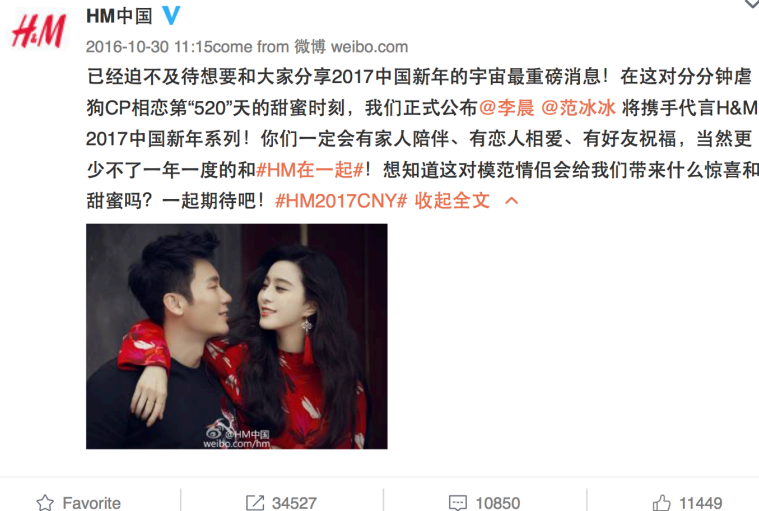 H&M
HM中国 V
2016-10-30 11:15come from 微博 weibo.com
已经迫不及待想要和大家分享2017中国新年的宇宙最重磅消息！在这对分分钟虐
狗CP相恋第“520”天的甜蜜时刻，我们正式公布@李晨 @范冰冰 将携手代言H&M
2017中国新年系列！你们一定会有家人陪伴、有恋人相爱、有好友祝福，当然更
少不了一年一度的和#HM在一起#！想知道这对模范情侣会给我们带来什么惊喜和
甜蜜吗？一起期待吧！#HM2017CNY# 收起全文
@HM中国
weibo.com/hm
Favorite 34527 10850 11449